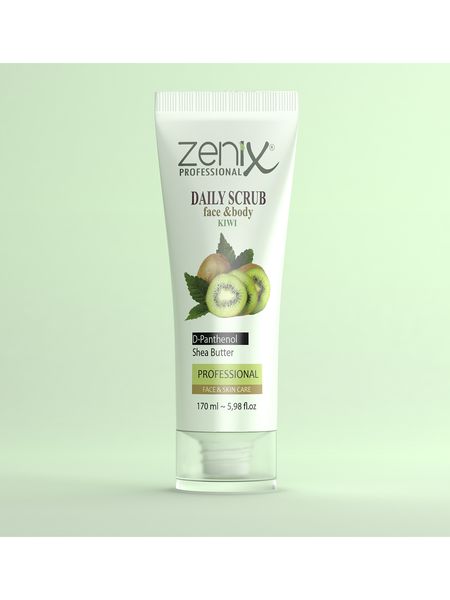 zenix®
PROFESSIONAL
DAILY SCRUB
face &body
KIWI
D-Panthenol
Shea Butter
PROFESSIONAL
FACE & SKIN CARE
170 ml ~ 5,98 fl.oz